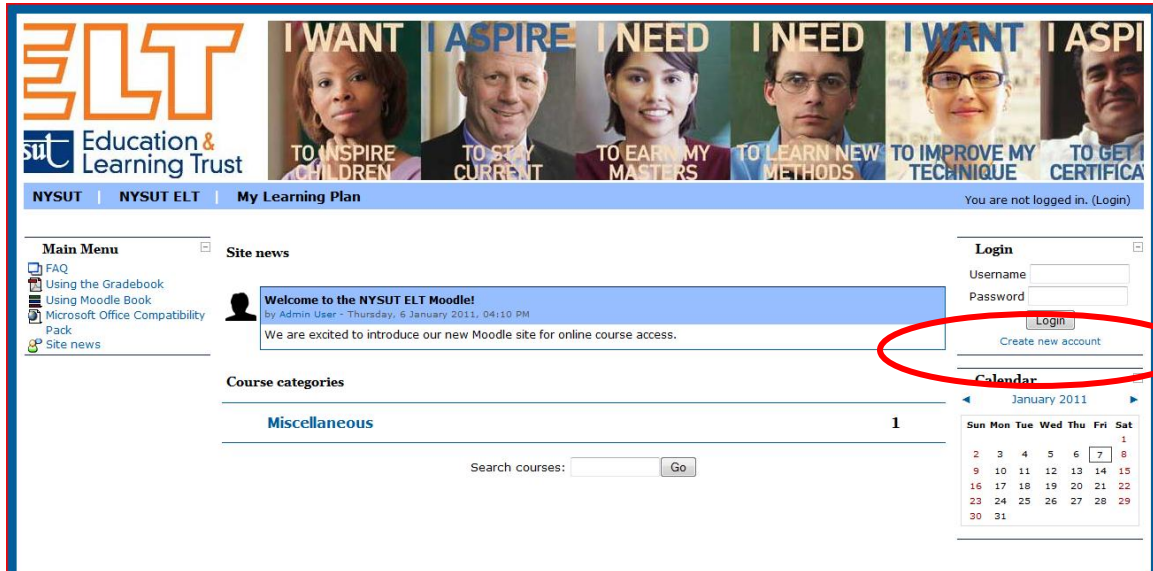 ELT
Education &
Learning Trust
I WANT
TO INSPIRE
CHILDREN
I ASPIRE
TO STAY
CURRENT
I NEED
TO EARN MY
MASTERS
I NEED
TO LEARN NEW
METHODS
I WANT
TO IMPROVE MY
TECHNIQUE
I ASPI
TO GET
CERTIFICA
NYSUT | NYSUT ELT | My Learning Plan
You are not logged in. (Login)
Main Menu
FAQ
Using the Gradebook
Using Moodle Book
Microsoft Office Compatibility
Pack
Site news
Site news
Welcome to the NYSUT ELT Moodle!
by Admin User - Thursday, 6 January 2011, 04:10 PM
We are excited to introduce our new Moodle site for online course access.
Course categories
Miscellaneous 1
Search courses: Go
Login
Username
Password
Login
Create new account
Calendar
◄ January 2011 ►
Sun Mon Tue Wed Thu Fri Sat
1
2 3 4 5 6 7 8
9 10 11 12 13 14 15
16 17 18 19 20 21 22
23 24 25 26 27 28 29
30 31